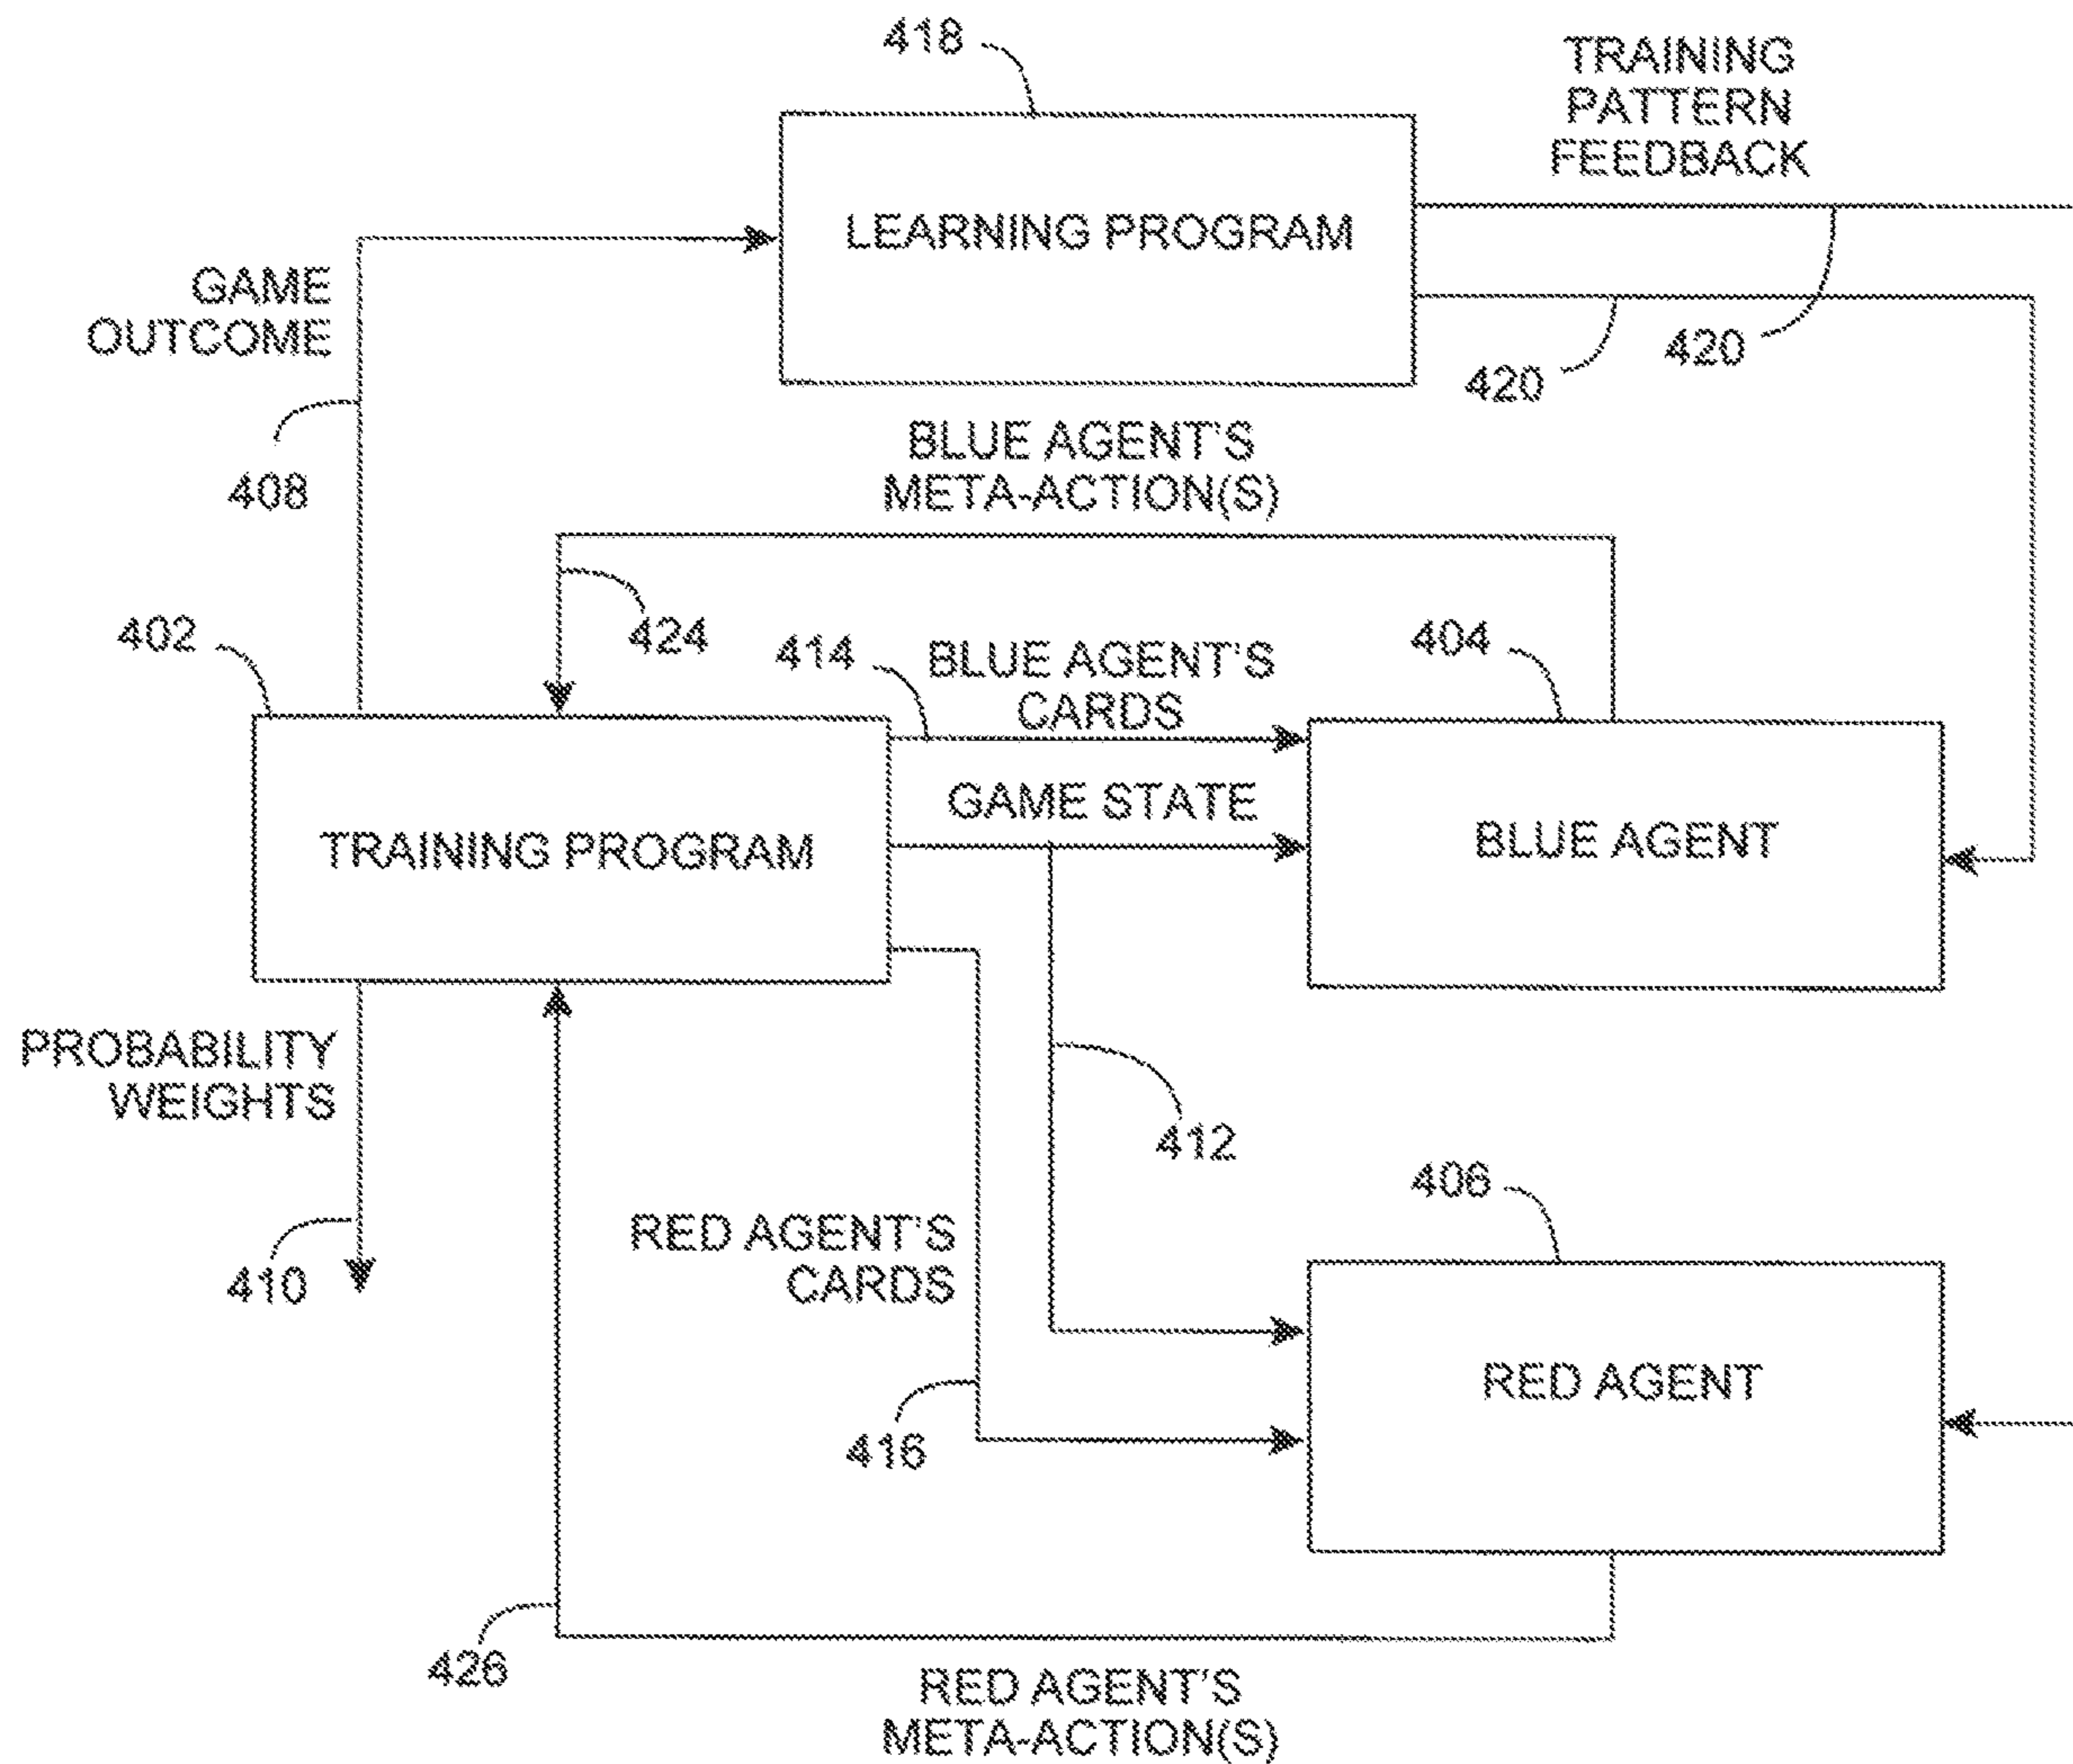 418
TRAINING
PATTERN
FEEDBACK
LEARNING PROGRAM
GAME
OUTCOME
420
420
408
BLUE AGENT'S
META-ACTION(S)
402
424
414
BLUE AGENT'S
CARDS
404
GAME STATE
TRAINING PROGRAM
BLUE AGENT
PROBABILITY
WEIGHTS
412
406
RED AGENT'S
CARDS
410
RED AGENT
416
426
RED AGENT'S
META-ACTION(S)